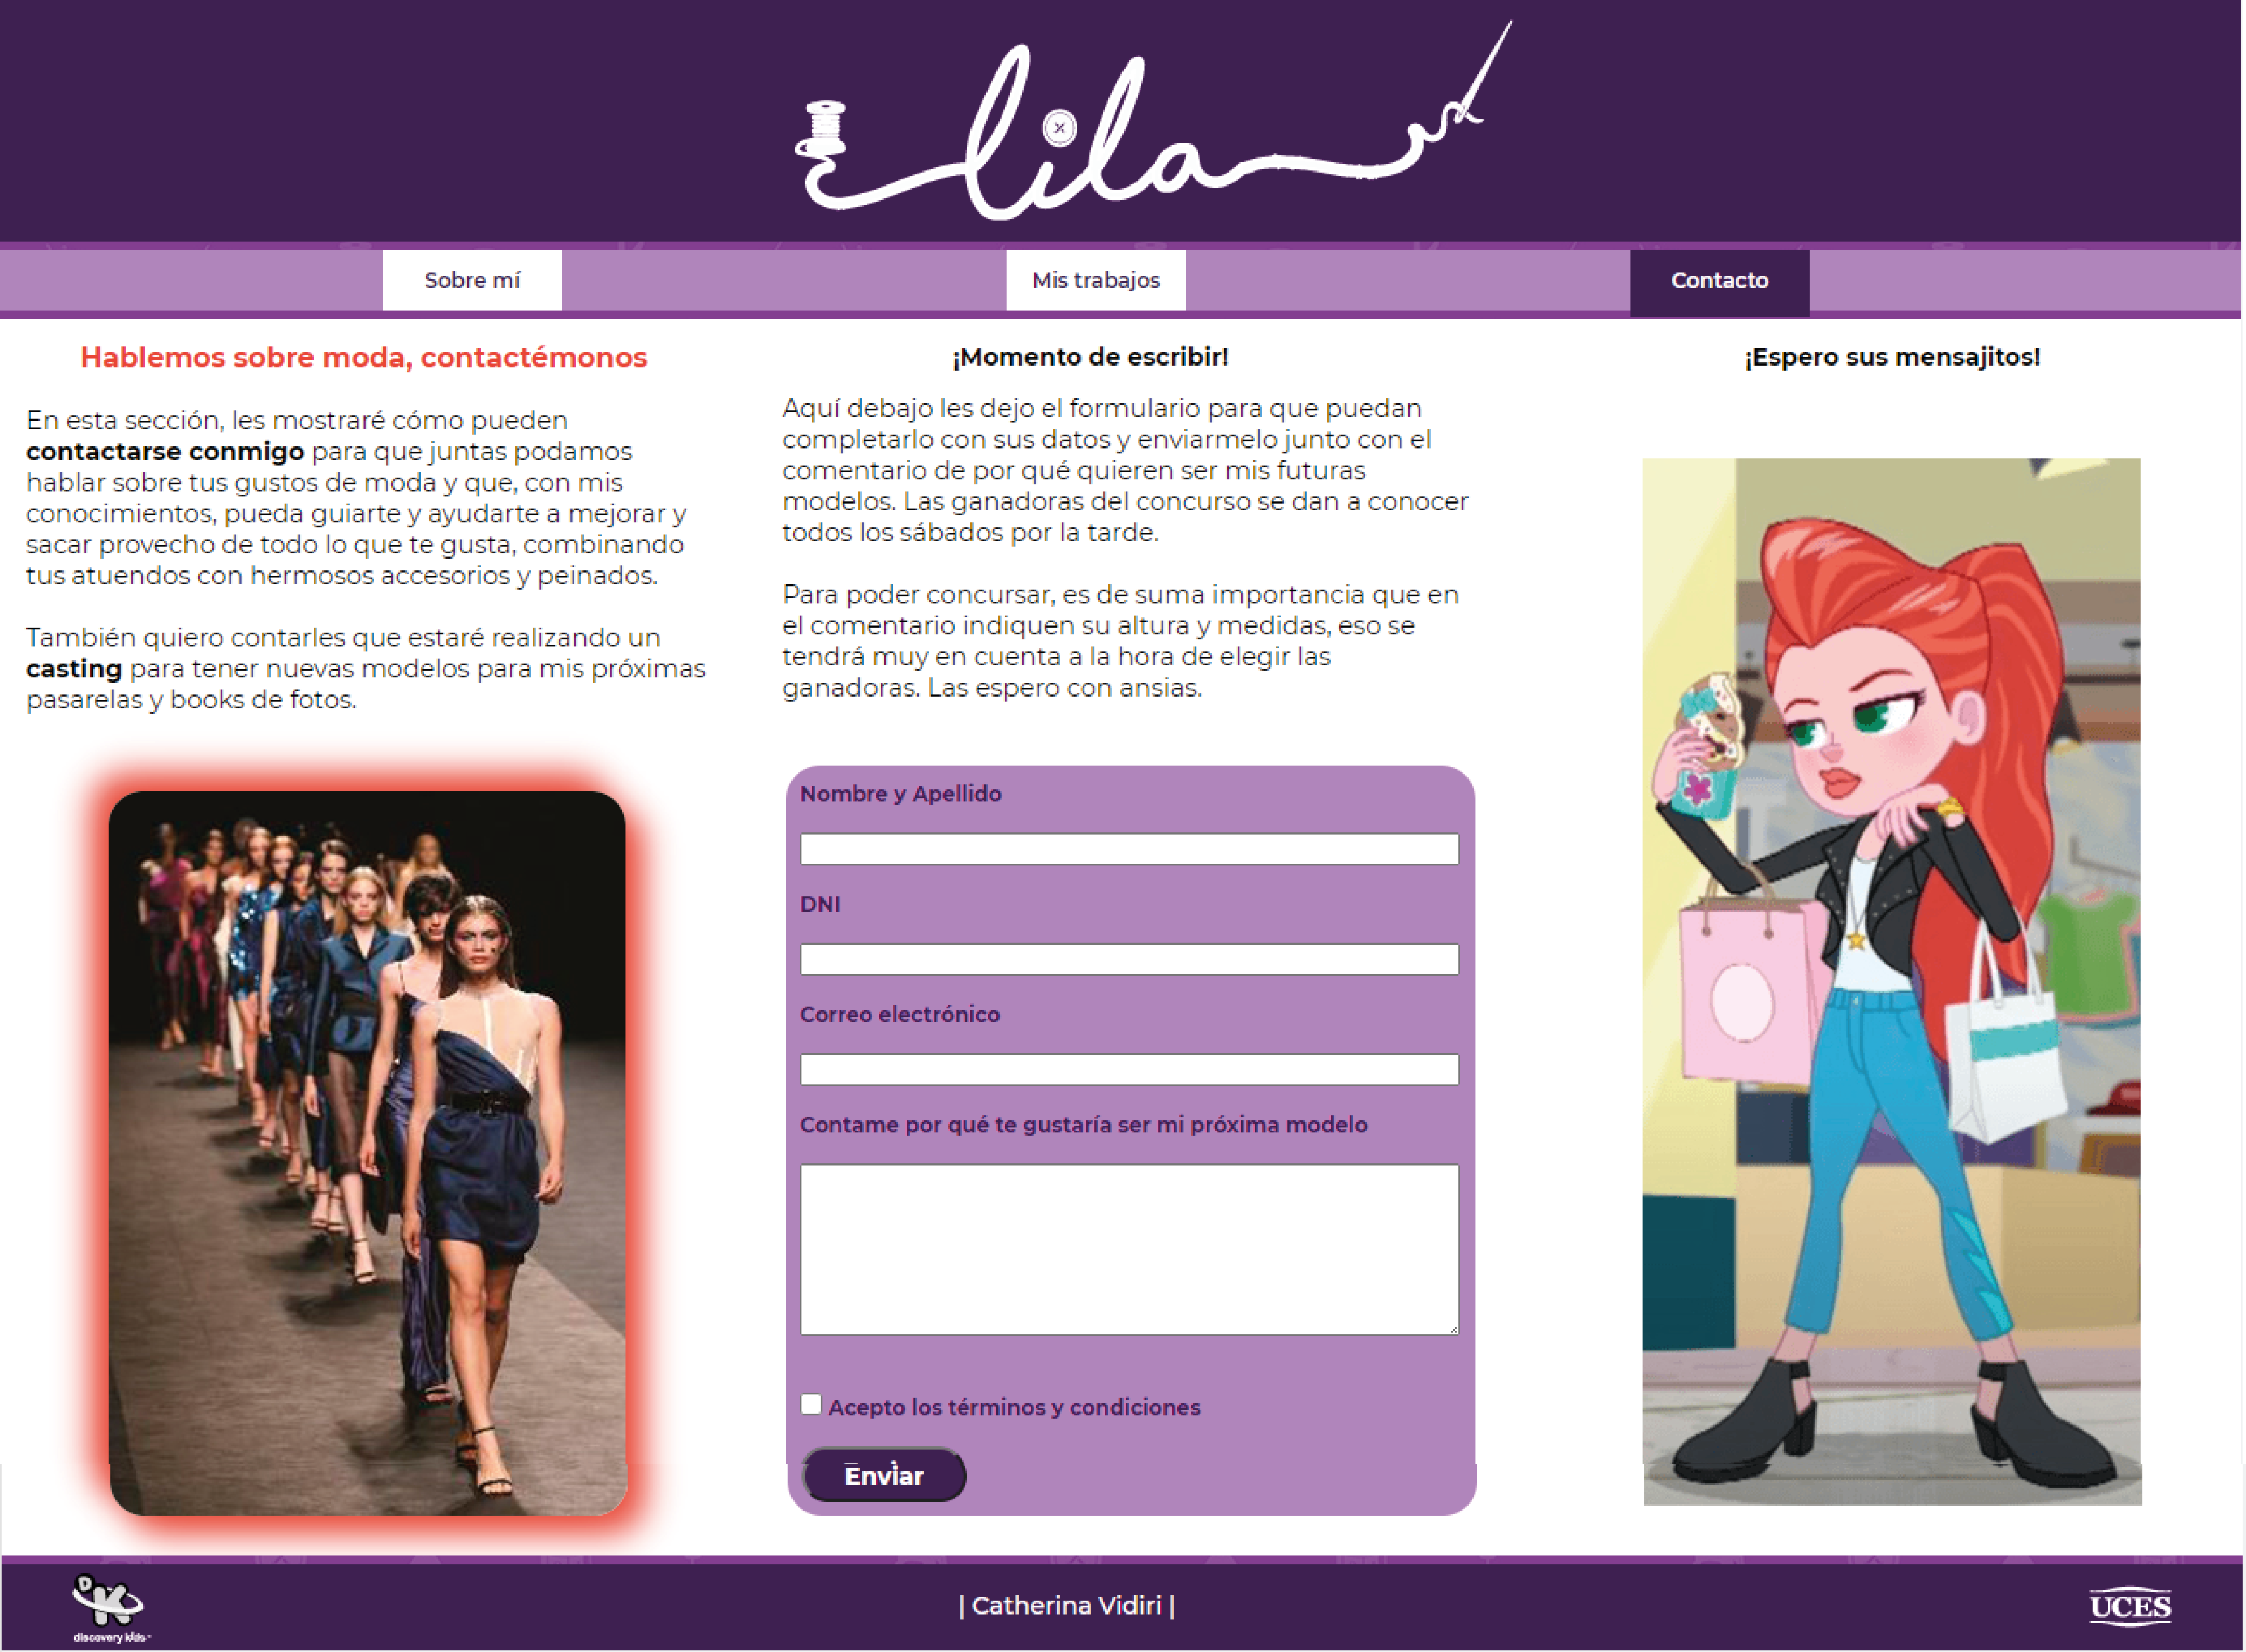 lila
Sobre mí
Mis trabajos
Contacto
Hablemos sobre moda, contactémonos
En esta sección, les mostraré cómo pueden
contactarse conmigo para que juntas podamos
hablar sobre tus gustos de moda y que, con mis
conocimientos, pueda guiarte y ayudarte a mejorar y
sacar provecho de todo lo que te gusta, combinando
tus atuendos con hermosos accesorios y peinados.
También quiero contarles que estaré realizando un
casting para tener nuevas modelos para mis próximas
pasarelas y books de fotos.
¡Momento de escribir!
Aquí debajo les dejo el formulario para que puedan
completarlo con sus datos y enviarmelo junto con el
comentario de por qué quieren ser mis futuras
modelos. Las ganadoras del concurso se dan a conocer
todos los sábados por la tarde.
Para poder concursar, es de suma importancia que en
el comentario indiquen su altura y medidas, eso se
tendrá muy en cuenta a la hora de elegir las
ganadoras. Las espero con ansias.
Nombre y Apellido
DNI
Correo electrónico
Contame por qué te gustaría ser mi próxima modelo
Acepto los términos y condiciones
Enviar
¡Espero sus mensajitos!
DK
discovery kids
| Catherina Vidiri |
UCES